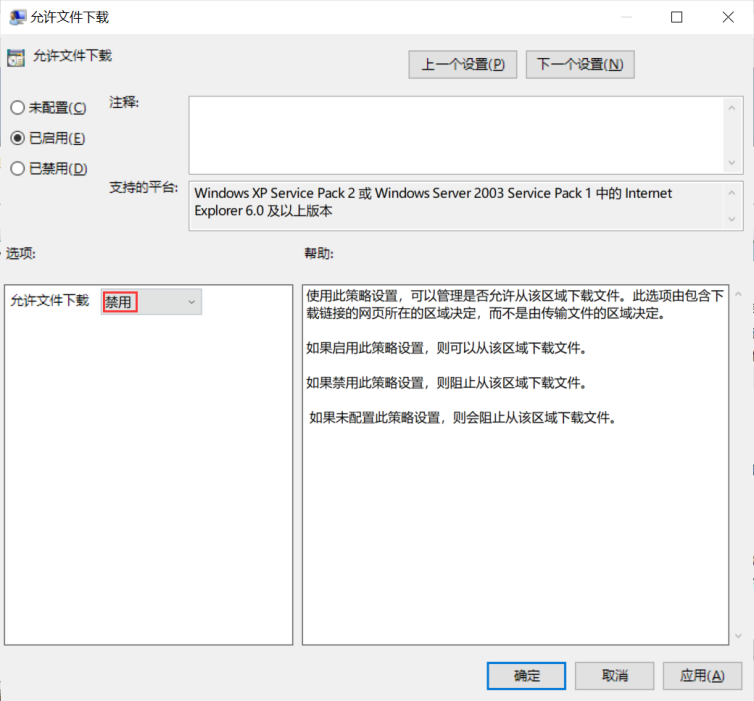 允许文件下载
允许文件下载
上一个设置(P)
下一个设置(N)
未配置(C)
已启用(E)
已禁用(D)
注释:
支持的平台:
Windows XP Service Pack 2 或 Windows Server 2003 Service Pack 1 中的 Internet
Explorer 6.0 及以上版本
选项:
帮助:
允许文件下载
禁用
使用此策略设置，可以管理是否允许从该区域下载文件。此选项由包含下
载链接的网页所在的区域决定，而不是由传输文件的区域决定。
如果启用此策略设置，则可以从该区域下载文件。
如果禁用此策略设置，则阻止从该区域下载文件。
如果未配置此策略设置，则会阻止从该区域下载文件。
确定
取消
应用(A)